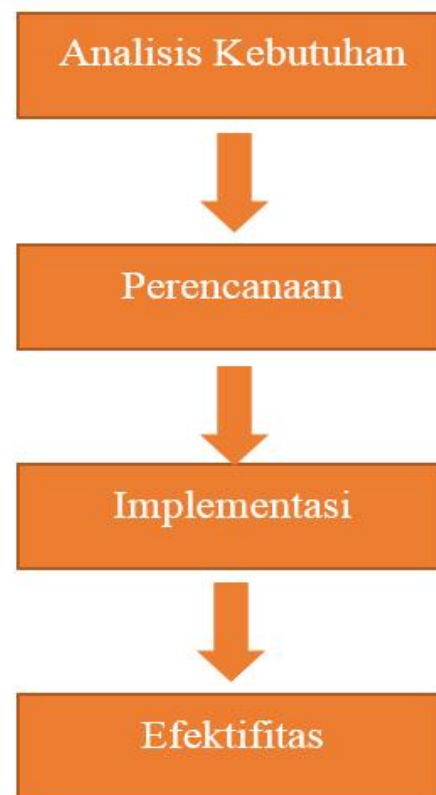 Analisis Kebutuhan
Perencanaan
Implementasi
Efektifitas